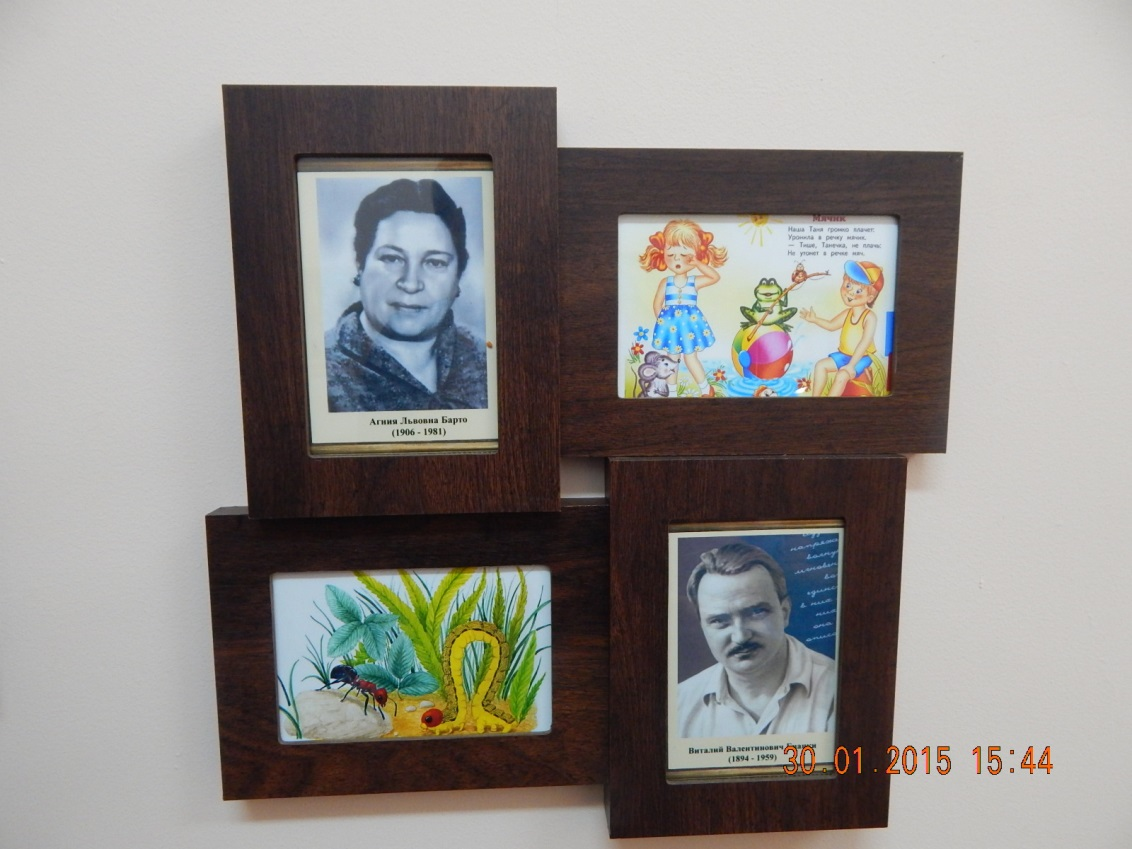 Агния Львовна Барто
(1906 - 1981)
Мячик
Наша Таня громко плачет:
Уронила в речку мячик.
— Тише, Танечка, не плачь:
Не утонет в речке мяч.
Виталий Валентинович Бианки
(1894 - 1959)
30.01.2015 15:44